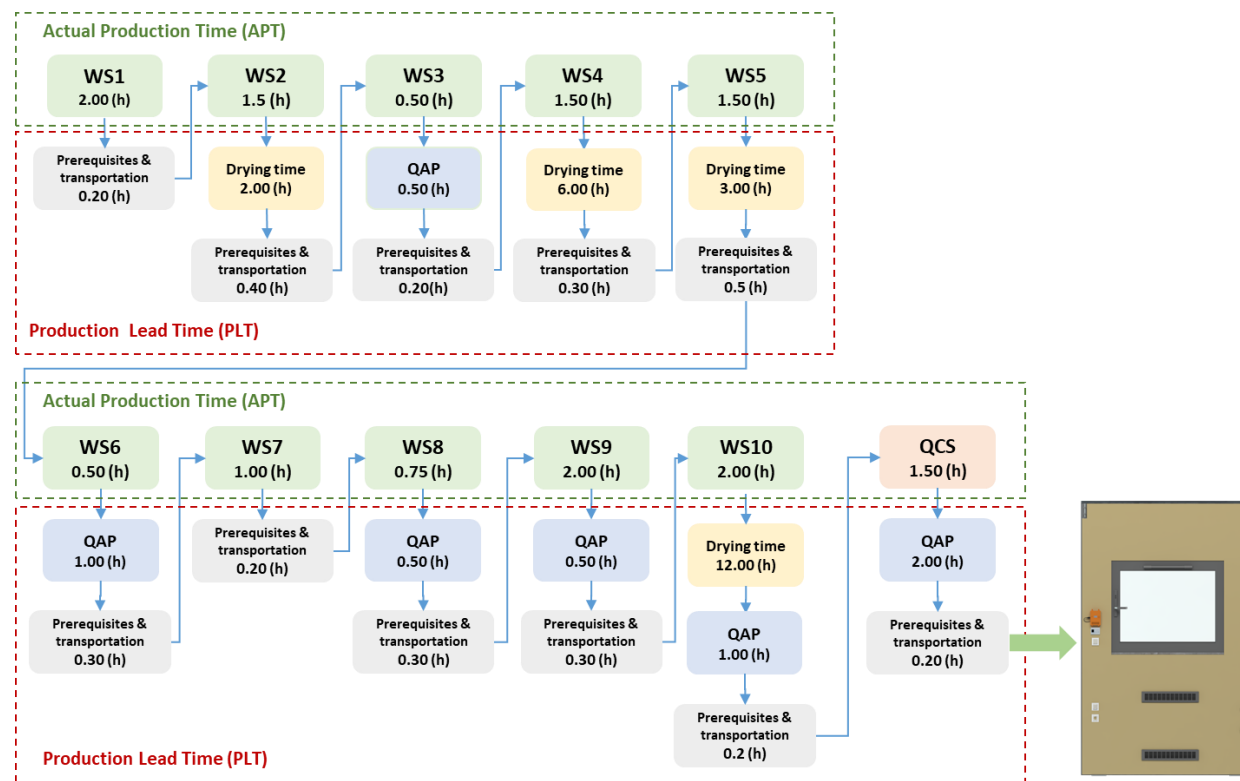 Actual Production Time (APT)
WS1
2.00 (h)
WS2
1.5 (h)
WS3
0.50 (h)
WS4
1.50 (h)
WS5
1.50 (h)
Prerequisites &
transportation
0.20 (h)
Drying time
2.00 (h)
QAP
0.50 (h)
Drying time
6.00 (h)
Drying time
3.00 (h)
Prerequisites &
transportation
0.40 (h)
Prerequisites &
transportation
0.20(h)
Prerequisites &
transportation
0.30 (h)
Prerequisites &
transportation
0.5 (h)
Production Lead Time (PLT)
Actual Production Time (APT)
WS6
0.50 (h)
WS7
1.00 (h)
WS8
0.75 (h)
WS9
2.00 (h)
WS10
2.00 (h)
QCS
1.50 (h)
QAP
1.00 (h)
Prerequisites &
transportation
0.20 (h)
QAP
0.50 (h)
QAP
0.50 (h)
Drying time
12.00 (h)
QAP
2.00 (h)
Prerequisites &
transportation
0.30 (h)
Prerequisites &
transportation
0.30 (h)
Prerequisites &
transportation
0.30 (h)
QAP
1.00 (h)
Prerequisites &
transportation
0.20 (h)
Prerequisites &
transportation
0.2 (h)
Production Lead Time (PLT)